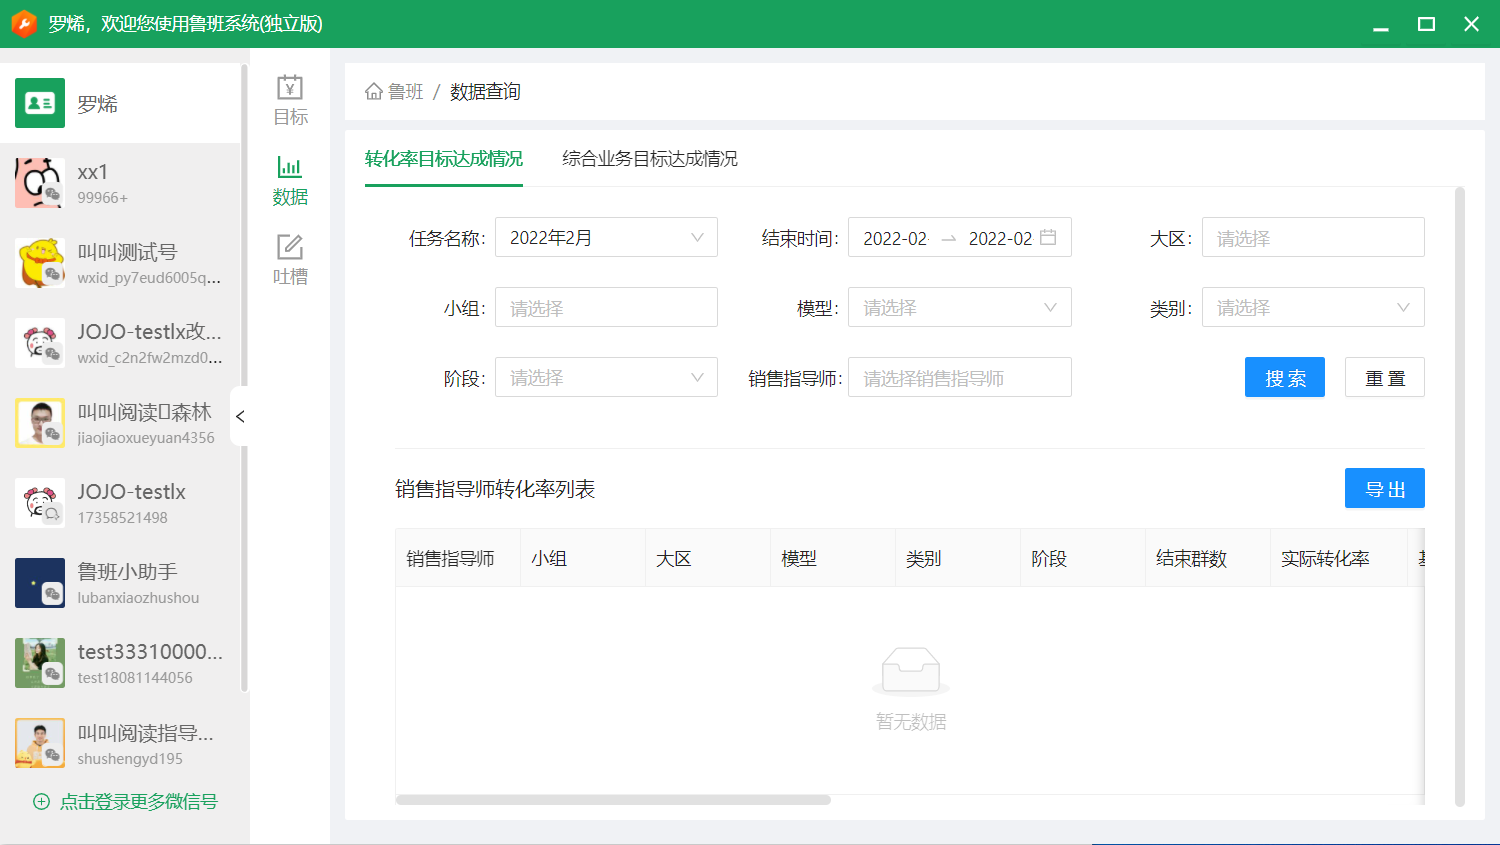 罗烯，欢迎您使用鲁班系统(独立版)
罗烯
xx1
99966+
叫叫测试号
wxid_py7eud6005q...
JOJO-testlx改...
wxid_c2n2fw2mzd0...
叫叫阅读 森林
jiaojiaoxueyuan4356
JOJO-testlx
17358521498
鲁班小助手
lubanxiaozhushou
test33310000...
test18081144056
叫叫阅读指导...
shushengyd195
点击登录更多微信号
目标
数据
吐槽
鲁班 / 数据查询
转化率目标达成情况 综合业务目标达成情况
任务名称: 2022年2月 结束时间: 2022-02- 2022-02 大区: 请选择
小组: 请选择 模型: 请选择 类别: 请选择
阶段: 请选择 销售指导师: 请选择销售指导师 搜索 重置
销售指导师转化率列表 导出
销售指导师 小组 大区 模型 类别 阶段 结束群数 实际转化率
暂无数据